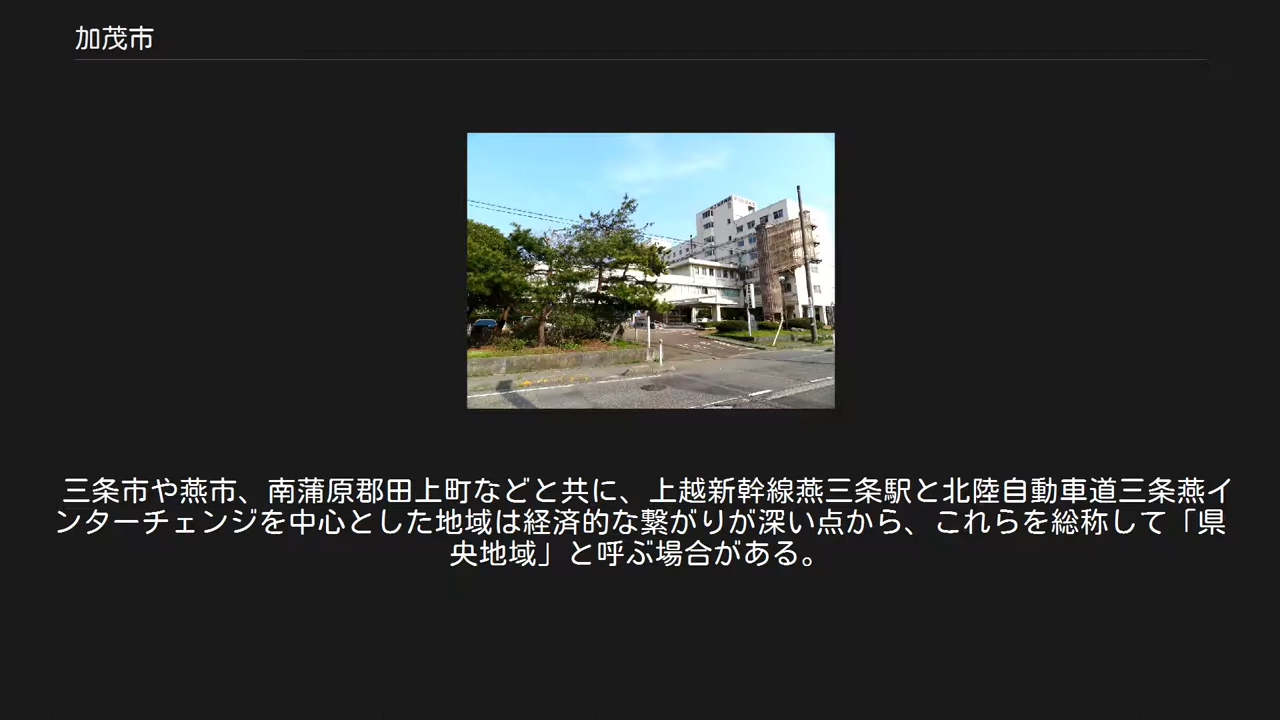 加茂市
三条市や燕市、南蒲原郡田上町などと共に、上越新幹線燕三条駅と北陸自動車道三条燕イ
ンターチェンジを中心とした地域は経済的な繋がりが深い点から、これらを総称して「県
央地域」と呼ぶ場合がある。